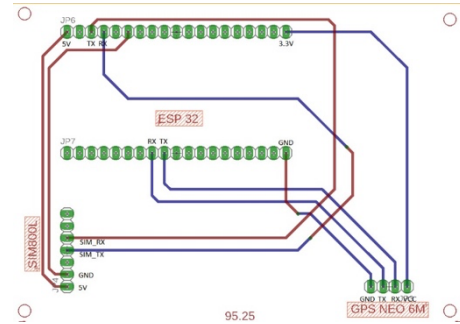 JP6
5V TX RX 3.3V
ESP 32
JP7
RX TX GND
SIM800L
SIM_RX
SIM_TX
GND
5V
GND TX RX VCC
GPS NEO 6M
95.25